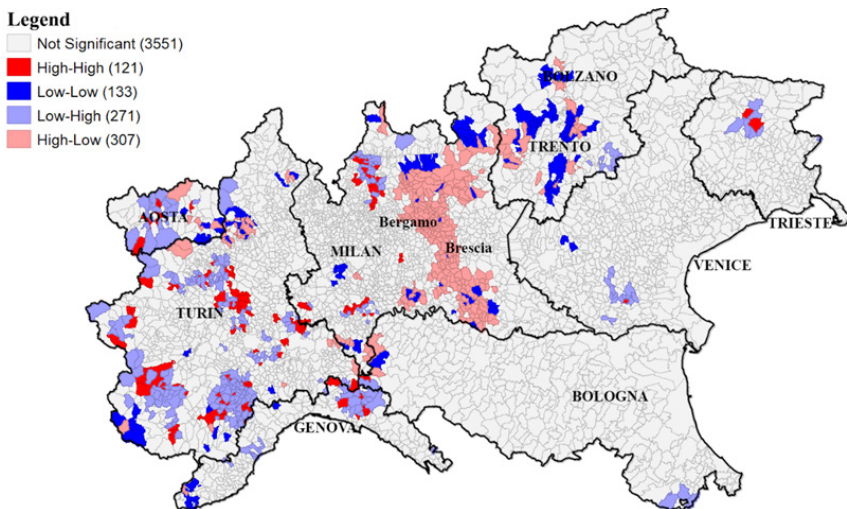 Legend
Not Significant (3551)
High-High (121)
Low-Low (133)
Low-High (271)
High-Low (307)
BOLZANO
TRENTO
AOSTA
Bergamo
TRIESTE
MILAN
Brescia
VENICE
TURIN
BOLOGNA
GENOVA